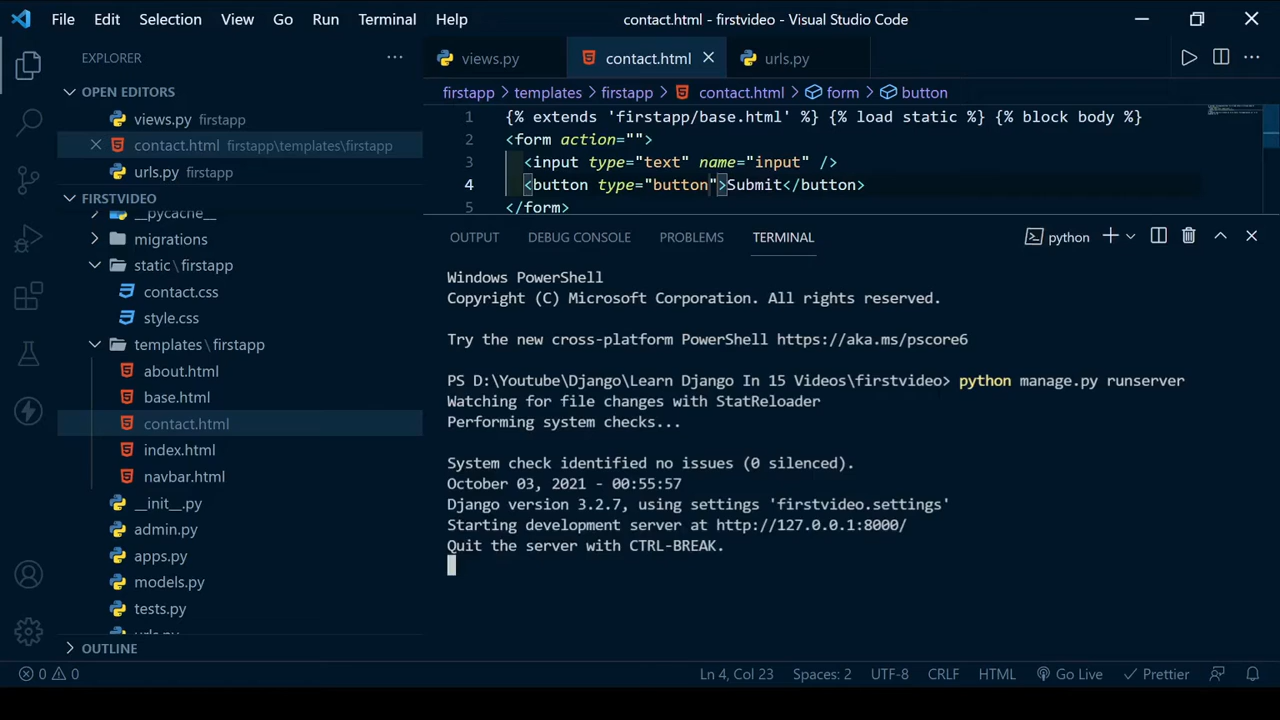 File Edit Selection View Go Run Terminal Help contact.html - firstvideo - Visual Studio Code
EXPLORER
OPEN EDITORS
views.py firstapp
contact.html firstapp\templates\firstapp
urls.py firstapp
FIRSTVIDEO
__pycache__
migrations
static\firstapp
contact.css
style.css
templates\firstapp
about.html
base.html
contact.html
index.html
navbar.html
__init__.py
admin.py
apps.py
models.py
tests.py
urls.py
OUTLINE
views.py contact.html urls.py
firstapp > templates > firstapp > contact.html > form > button
1 {% extends 'firstapp/base.html' %} {% load static %} {% block body %}
2 <form action="">
3 <input type="text" name="input" />
4 <button type="button">Submit</button>
5 </form>
OUTPUT DEBUG CONSOLE PROBLEMS TERMINAL python
Windows PowerShell
Copyright (C) Microsoft Corporation. All rights reserved.
Try the new cross-platform PowerShell https://aka.ms/pscore6
PS D:\Youtube\Django\Learn Django In 15 Videos\firstvideo> python manage.py runserver
Watching for file changes with StatReloader
Performing system checks...
System check identified no issues (0 silenced).
October 03, 2021 - 00:55:57
Django version 3.2.7, using settings 'firstvideo.settings'
Starting development server at http://127.0.0.1:8000/
Quit the server with CTRL-BREAK.
0 0 Ln 4, Col 23 Spaces: 2 UTF-8 CRLF HTML Go Live Prettier